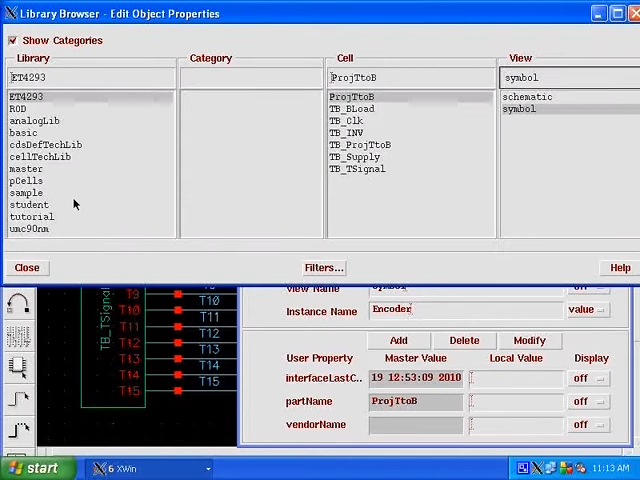 Library Browser - Edit Object Properties
Show Categories
Library Category Cell View
ET4293 ProjTtoB symbol
ET4293 ProjTtoB schematic
ROD TB_BLoad symbol
analogLib TB_Clk
basic TB_INV
cdsDefTechLib TB_ProjTtoB
cellTechLib TB_Supply
master TB_TSignal
pCells
sample
student
tutorial
umc90nm
Close Filters... Help
View Name symbol off
Instance Name Encoder value
Add Delete Modify
User Property Master Value Local Value Display
interfaceLastC.. 19 12:53:09 2010 off
partName ProjTtoB off
vendorName off
TB_TSignal
T9
T10 T10
T11 T11
T12 T12
T13 T13
T14 T14
T15 T15
start 6 XWin 11:13 AM